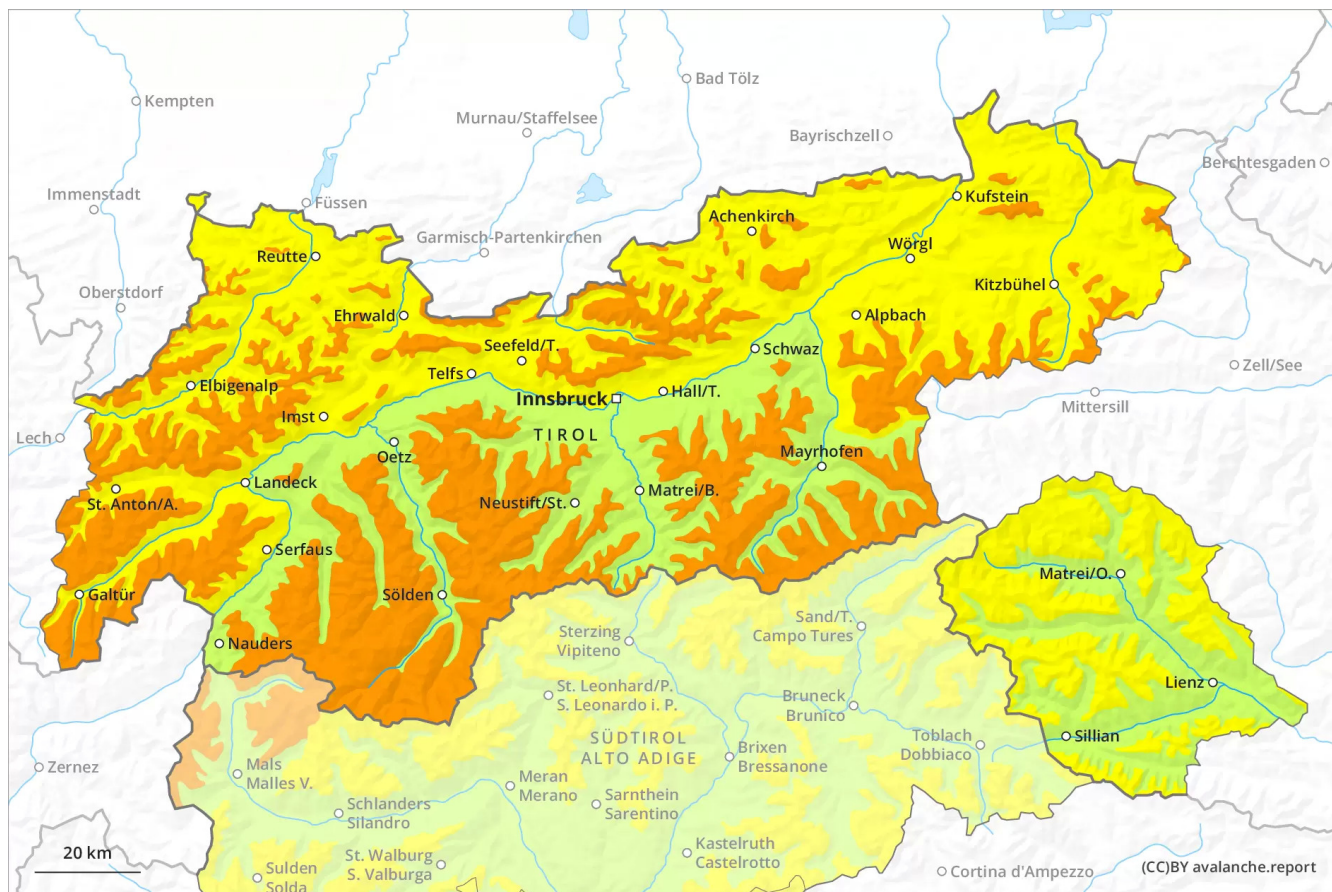 Kempten
Bad Tölz
Murnau/Staffelsee
Bayrischzell
Berchtesgaden
Immenstadt
Füssen
Kufstein
Achenkirch
Garmisch-Partenkirchen
Wörgl
Reutte
Kitzbühel
Oberstdorf
Ehrwald
Alpbach
Seefeld/T.
Schwaz
Zell/See
Telfs
Elbigenalp
Innsbruck
Hall/T.
Mittersill
Imst
TIROL
Lech
Oetz
Mayrhofen
Landeck
Matrei/B.
St. Anton/A.
Neustift/St.
Serfaus
Matrei/O.
Galtür
Sölden
Sand/T.
Campo Tures
Sterzing
Vipiteno
Nauders
Lienz
St. Leonhard/P.
S. Leonardo i. P.
Bruneck
Brunico
SÜDTIROL
ALTO ADIGE
Toblach
Dobbiaco
Sillian
Brixen
Bressanone
Zernez
Mals
Malles V.
Meran
Merano
Sarnthein
Sarentino
Schlanders
Silandro
Kastelruth
Castelrotto
20 km
St. Walburg
S. Valburga
Sulden
Solda
Cortina d'Ampezzo
(CC)BY avalanche.report